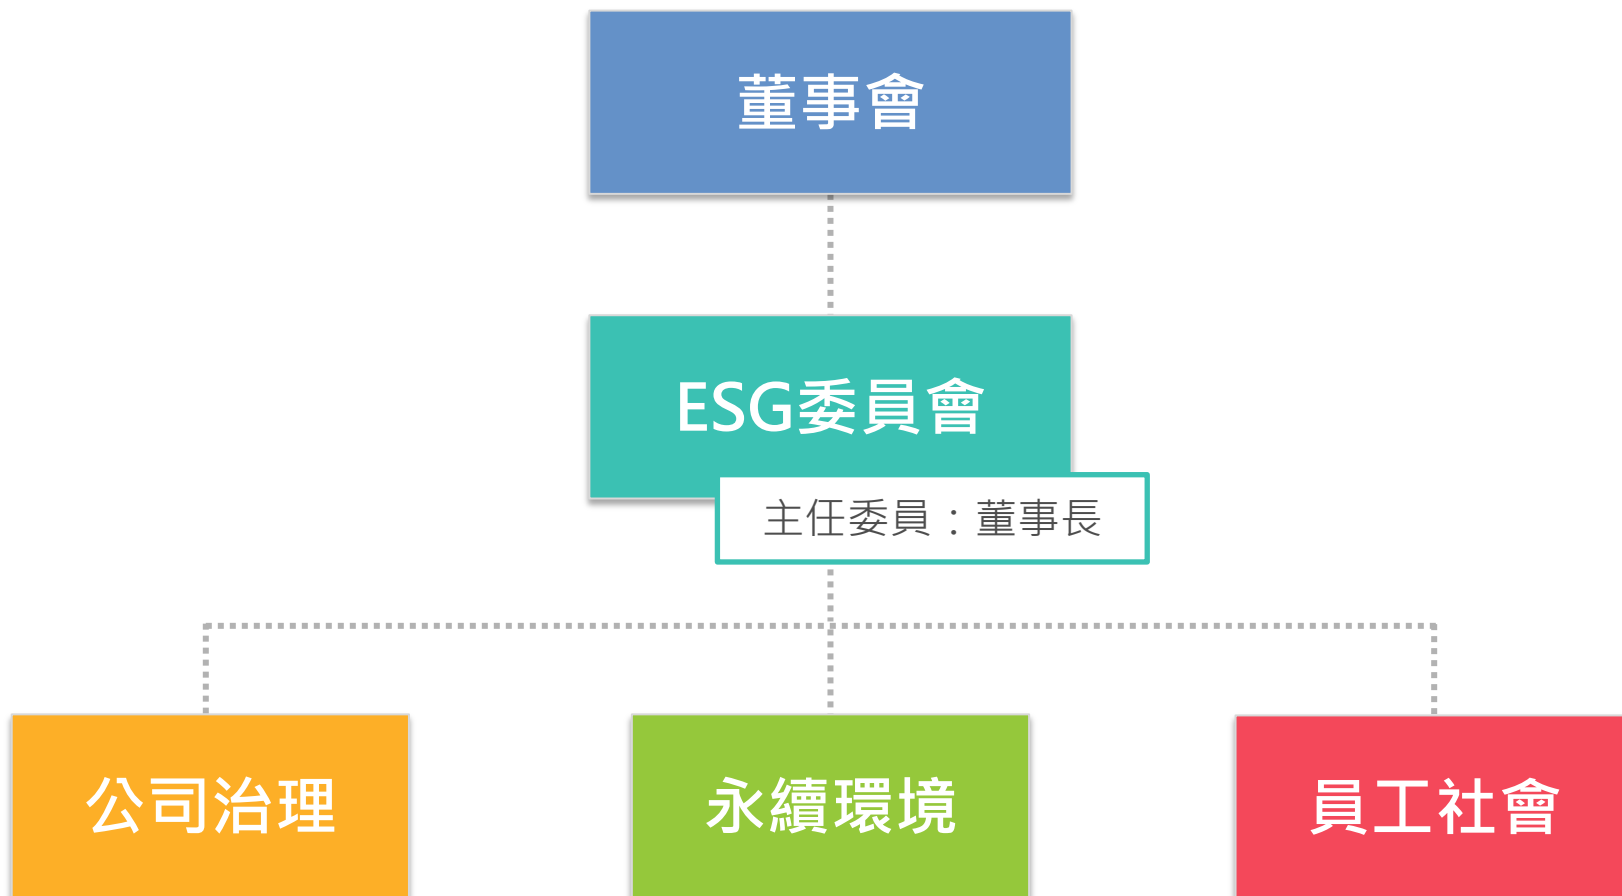 董事會
ESG委員會
主任委員：董事長
公司治理
永續環境
員工社會